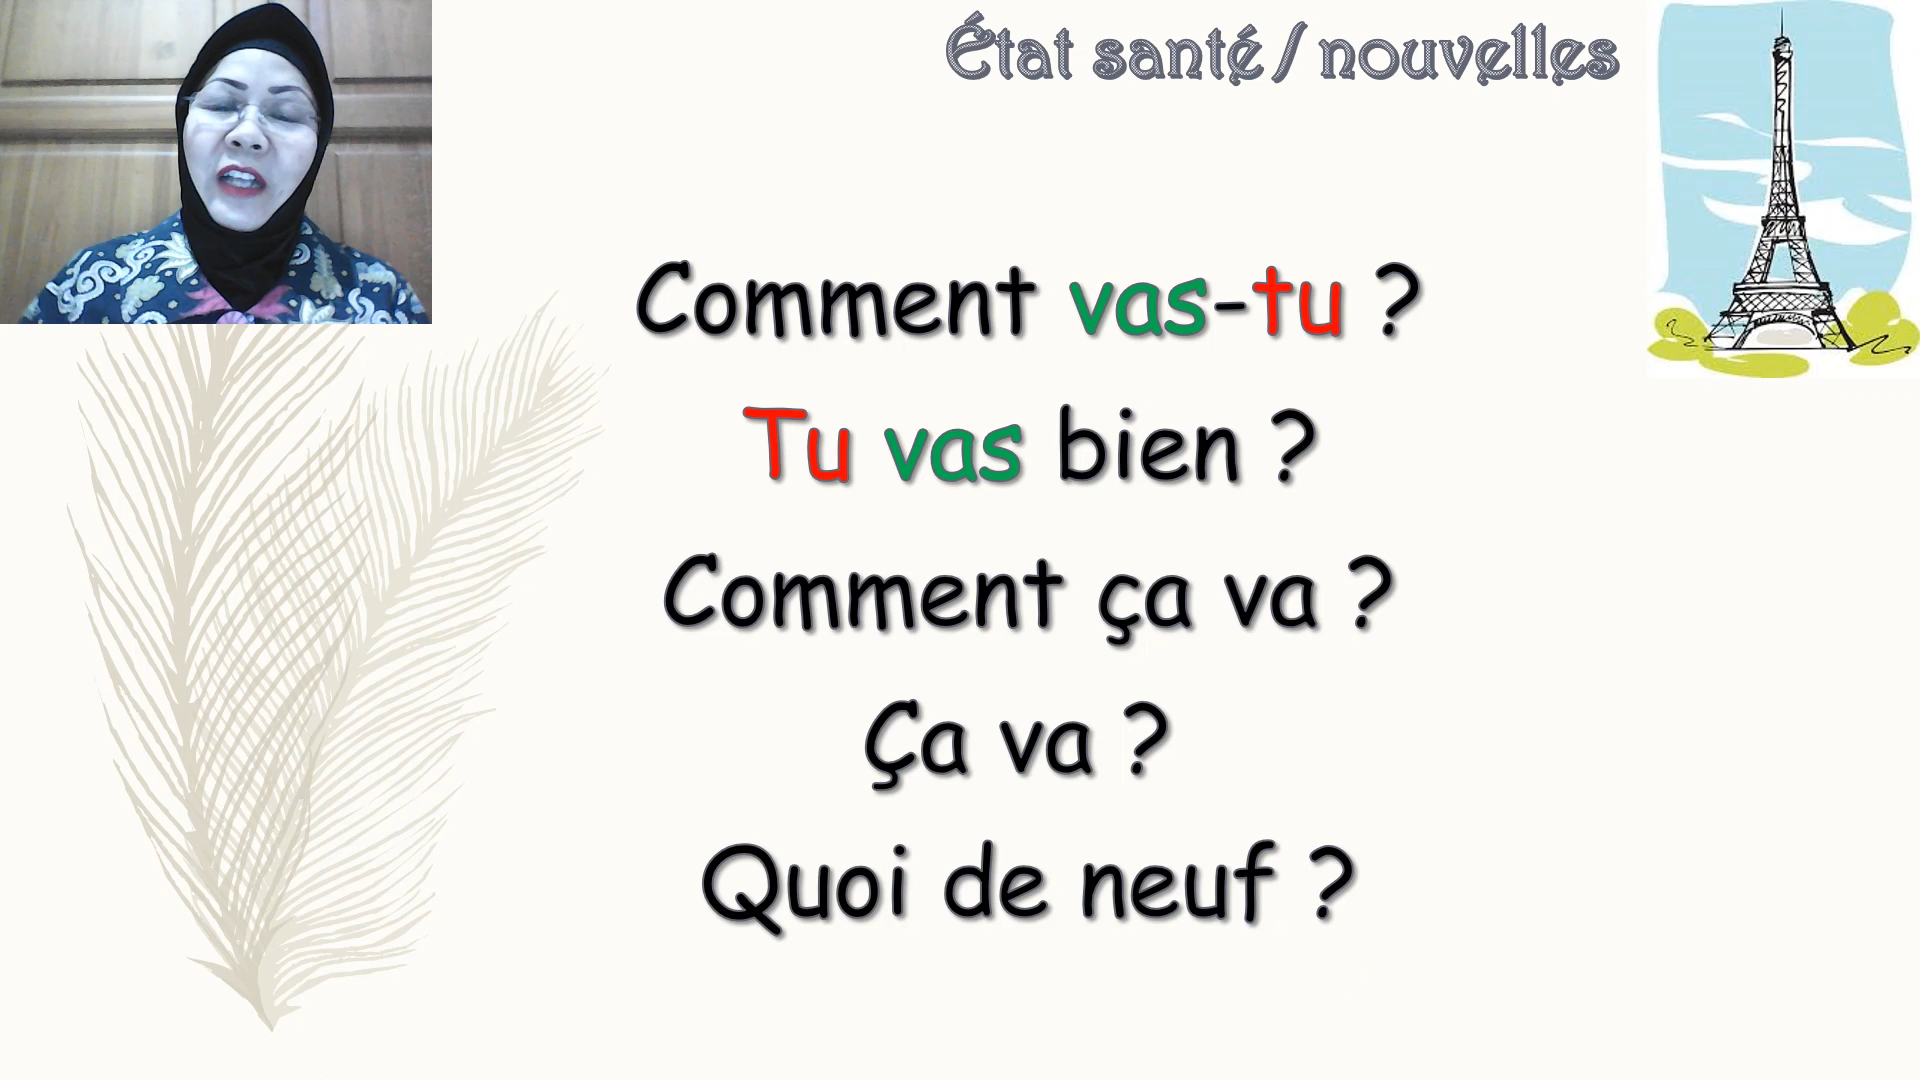 État santé / nouvelles
Comment vas-tu ?
Tu vas bien ?
Comment ça va ?
Ça va ?
Quoi de neuf ?